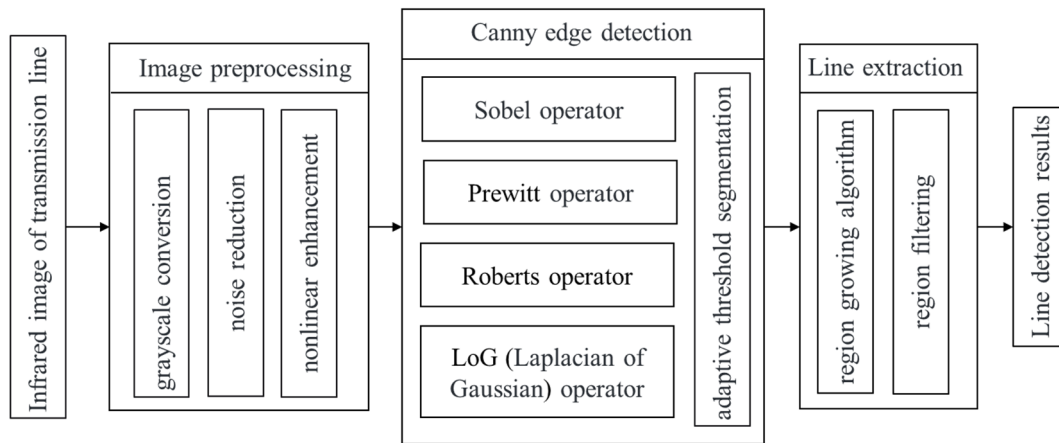 Infrared image of transmission line
Image preprocessing
grayscale conversion
noise reduction
nonlinear enhancement
Canny edge detection
Sobel operator
Prewitt operator
Roberts operator
LoG (Laplacian of
Gaussian) operator
adaptive threshold segmentation
Line extraction
region growing algorithm
region filtering
Line detection results